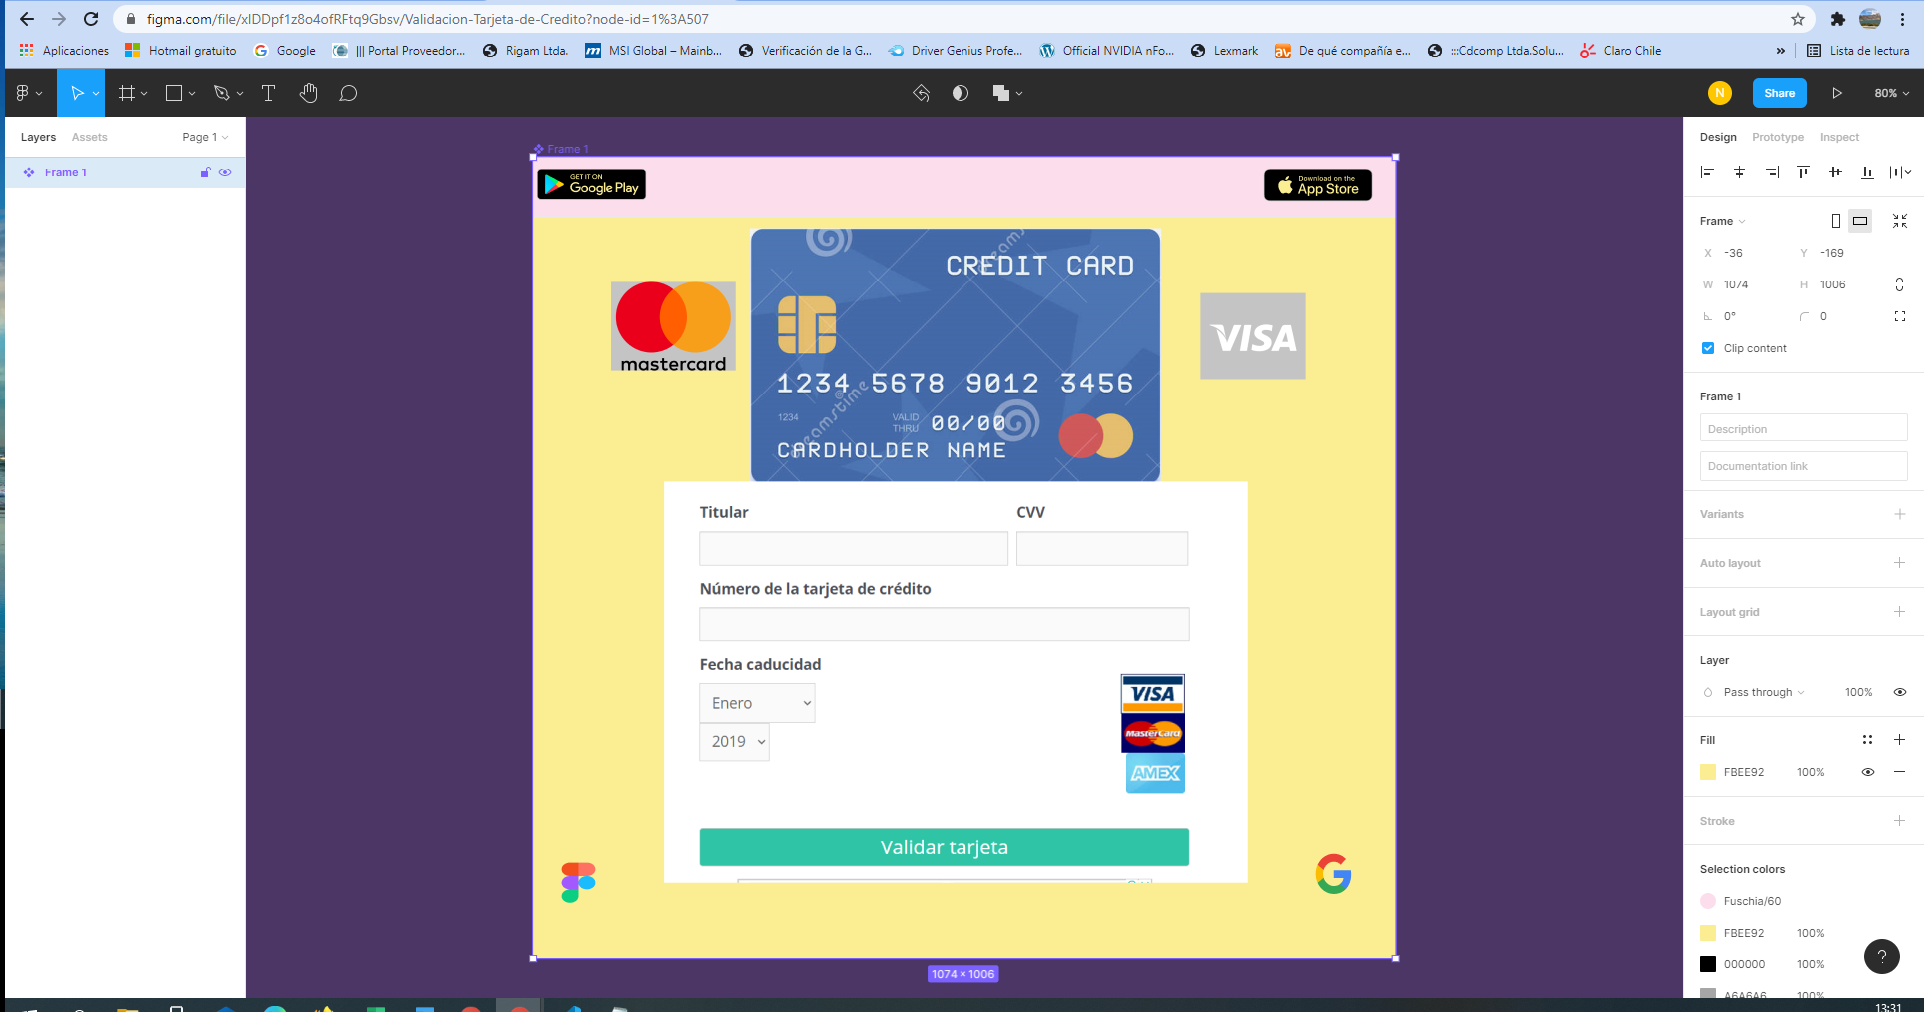 figma.com/file/xlDDpf1z8o4ofRFtq9Gbsv/Validacion-Tarjeta-de-Credito?node-id=1%3A507
Aplicaciones Hotmail gratuito Google ||| Portal Proveedor... Rigam Ltda. MSI Global – Mainb... Verificación de la G... Driver Genius Profe... Official NVIDIA nFo... Lexmark De qué compañía e... :::Cdcomp Ltda.Solu... Claro Chile » Lista de lectura
N Share 80%
Layers Assets Page 1
Frame 1
Frame 1
GET IT ON
Google Play
Download on the
App Store
CREDIT CARD
mastercard
VISA
1234 5678 9012 3456
1234 VALID THRU 00/00
CARDHOLDER NAME
dreamstime
Titular CVV
Número de la tarjeta de crédito
Fecha caducidad
Enero
2019
VISA
MasterCard
AMEX
Validar tarjeta
1074 × 1006
Design Prototype Inspect
Frame
X -36 Y -169
W 1074 H 1006
0° 0
Clip content
Frame 1
Description
Documentation link
Variants
Auto layout
Layout grid
Layer
Pass through 100%
Fill
FBEE92 100%
Stroke
Selection colors
Fuschia/60
FBEE92 100%
000000 100%
A6A6A6 100%
?
13:31